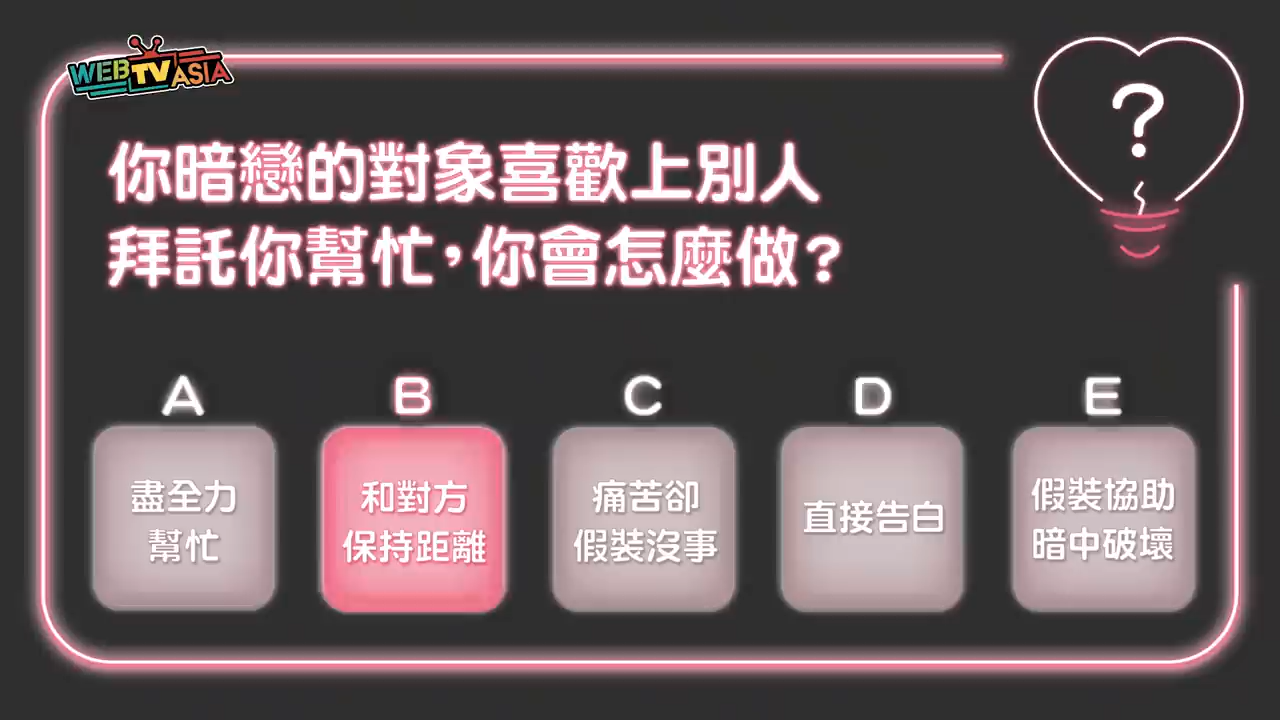 WEBTVASIA
?
你暗戀的對象喜歡上別人
拜託你幫忙,你會怎麼做?
A
盡全力
幫忙
B
和對方
保持距離
C
痛苦卻
假裝沒事
D
直接告白
E
假裝協助
暗中破壞